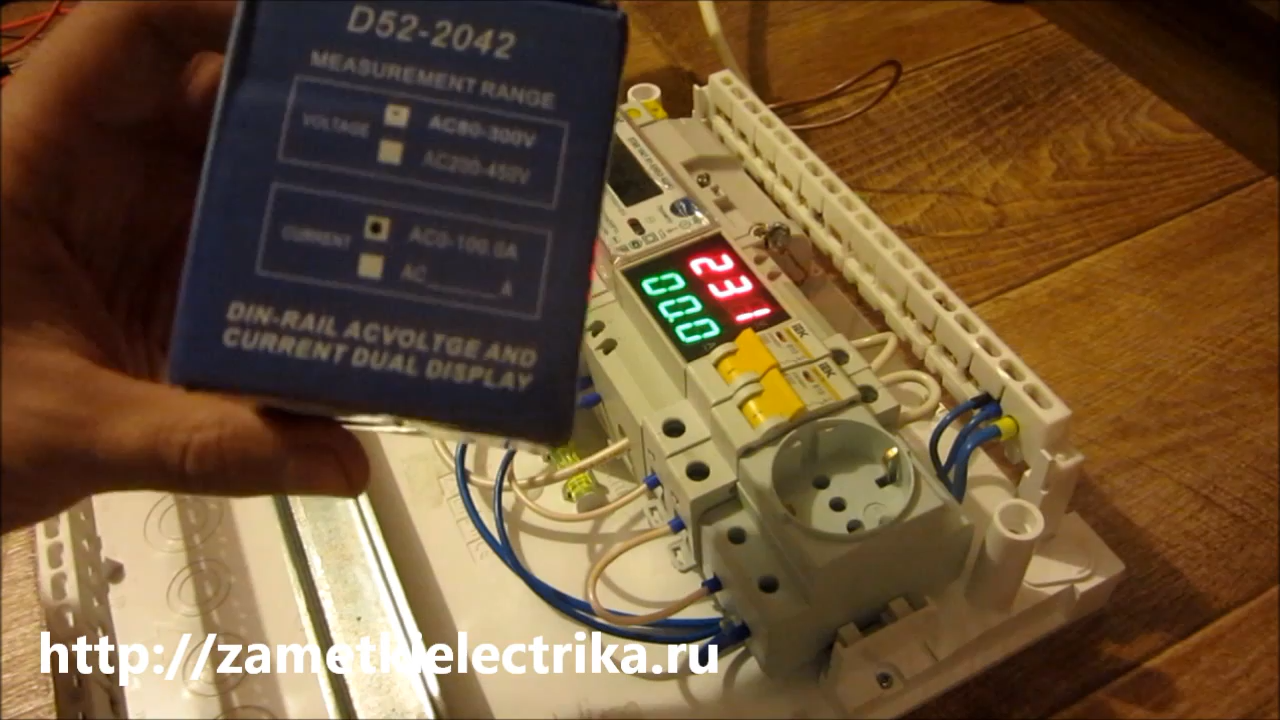 D52-2042
MEASUREMENT RANGE
VOLTAGE
AC80-300V
AC200-450V
CURRENT
AC0-100.0A
AC______A
DIN-RAIL ACVOLTGE AND
CURRENT DUAL DISPLAY
231
00.0
http://zametkielectrika.ru